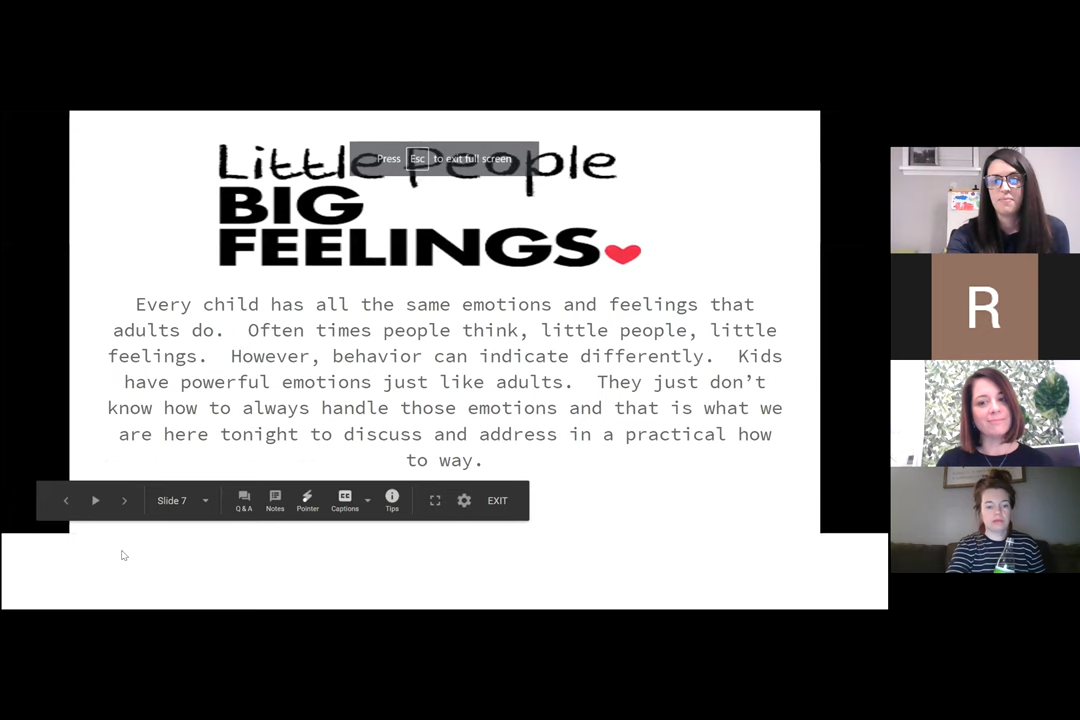 Little People
Press Esc to exit full screen
BIG
FEELINGS
Every child has all the same emotions and feelings that
adults do. Often times people think, little people, little
feelings. However, behavior can indicate differently. Kids
have powerful emotions just like adults. They just don’t
know how to always handle those emotions and that is what we
are here tonight to discuss and address in a practical how
to way.
Slide 7
Q & A
Notes
Pointer
CC
Captions
Tips
EXIT
R